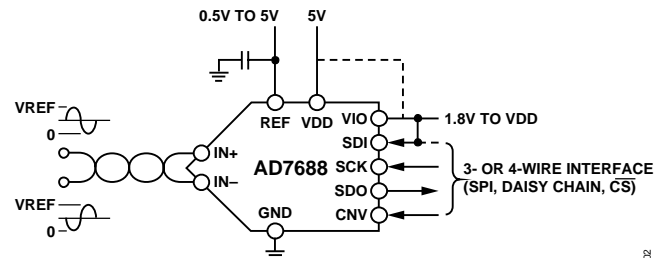 0.5V TO 5V 5V
VREF
0
REF VDD VIO 1.8V TO VDD
SDI
IN+
AD7688 SCK
3- OR 4-WIRE INTERFACE
(SPI, DAISY CHAIN, C̅S̅)
IN–
SDO
VREF
GND CNV
0
02